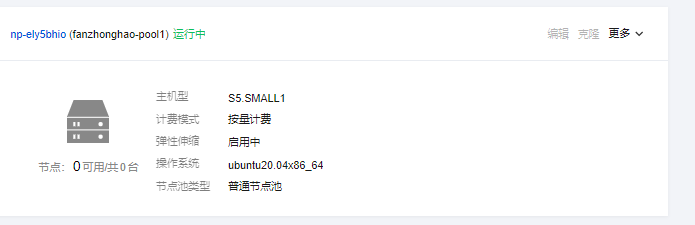 np-ely5bhio (fanzhonghao-pool1) 运行中 编辑 克隆 更多
主机型 S5.SMALL1
计费模式 按量计费
弹性伸缩 启用中
节点: 0可用/共0台
操作系统 ubuntu20.04x86_64
节点池类型 普通节点池